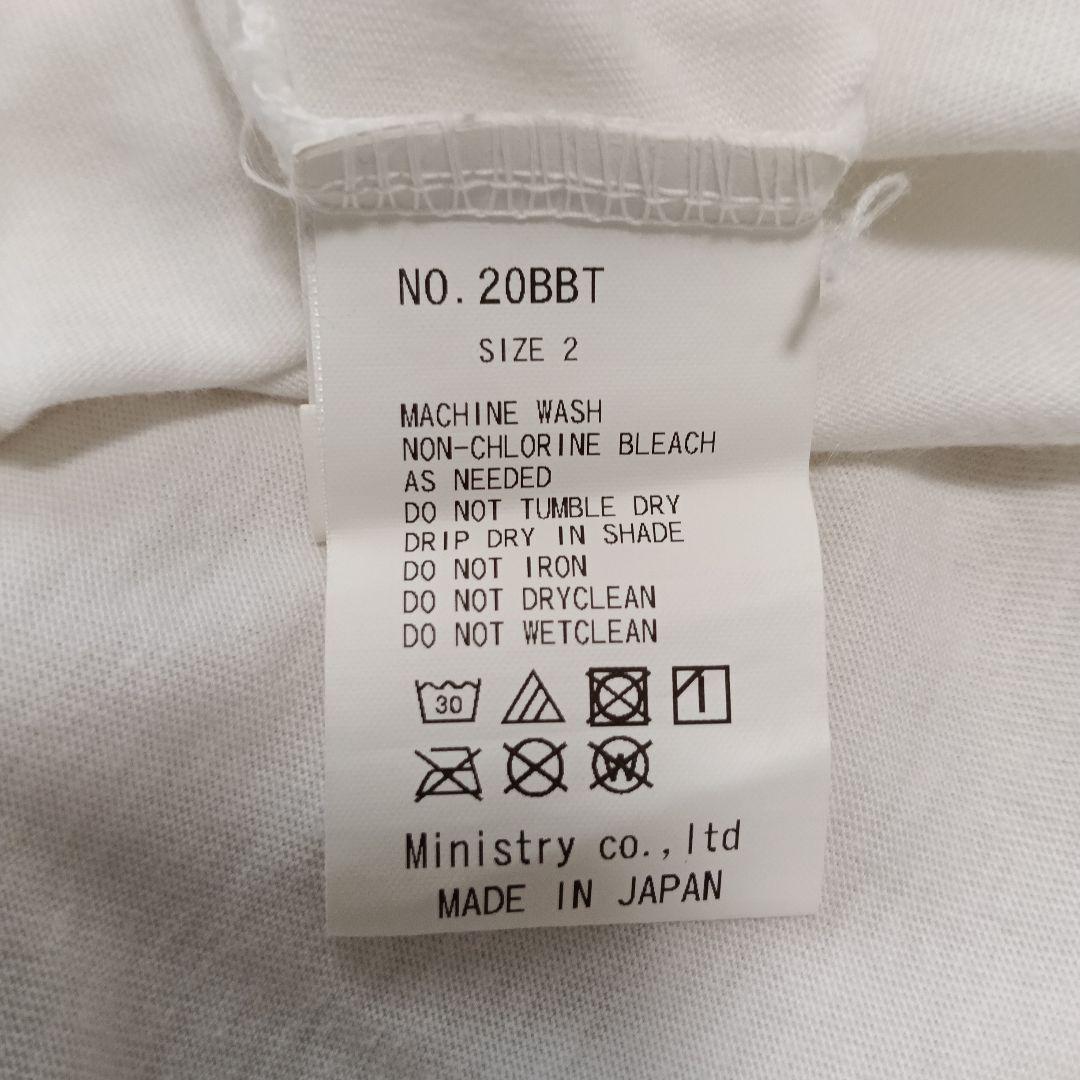 NO.20BBT
SIZE 2
MACHINE WASH
NON-CHLORINE BLEACH
AS NEEDED
DO NOT TUMBLE DRY
DRIP DRY IN SHADE
DO NOT IRON
DO NOT DRYCLEAN
DO NOT WETCLEAN
30
W
Ministry co.,ltd
MADE IN JAPAN